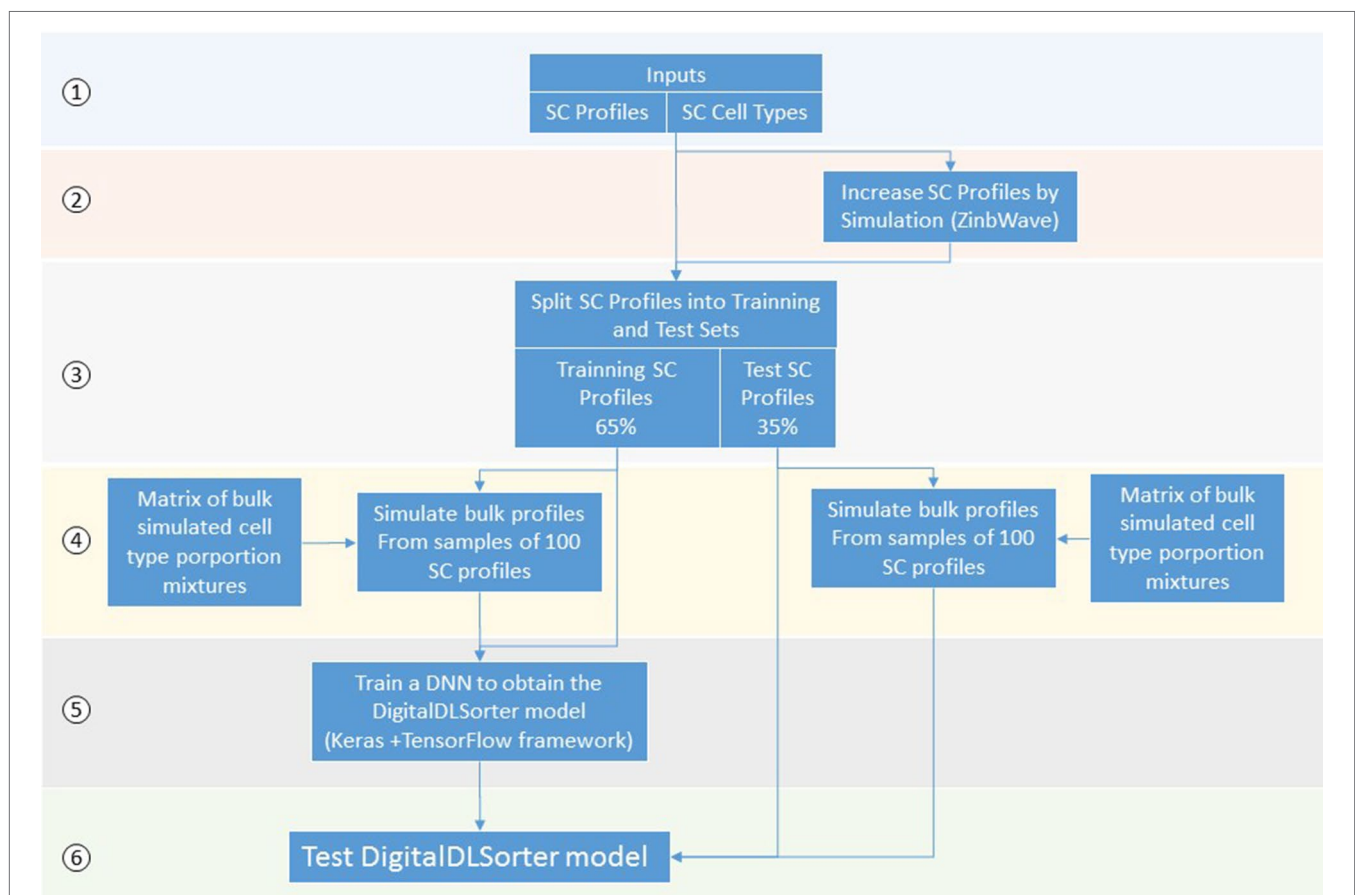 ①
Inputs
SC Profiles
SC Cell Types
②
Increase SC Profiles by
Simulation (ZinbWave)
③
Split SC Profiles into Trainning
and Test Sets
Trainning SC
Profiles
65%
Test SC
Profiles
35%
④
Matrix of bulk
simulated cell
type porportion
mixtures
Simulate bulk profiles
From samples of 100
SC profiles
Simulate bulk profiles
From samples of 100
SC profiles
Matrix of bulk
simulated cell
type porportion
mixtures
⑤
Train a DNN to obtain the
DigitalDLSorter model
(Keras +TensorFlow framework)
⑥
Test DigitalDLSorter model